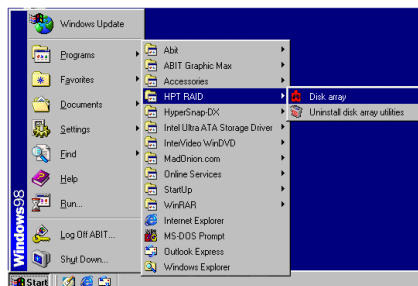 Windows Update
Programs
Favorites
Documents
Settings
Find
Help
Run...
Log Off ABIT...
Shut Down...
Windows98
Start
Abit
ABIT Graphic Max
Accessories
HPT RAID
HyperSnap-DX
Intel Ultra ATA Storage Driver
InterVideo WinDVD
MadOnion.com
Online Services
StartUp
WinRAR
Internet Explorer
MS-DOS Prompt
Outlook Express
Windows Explorer
Disk array
Uninstall disk array utilities